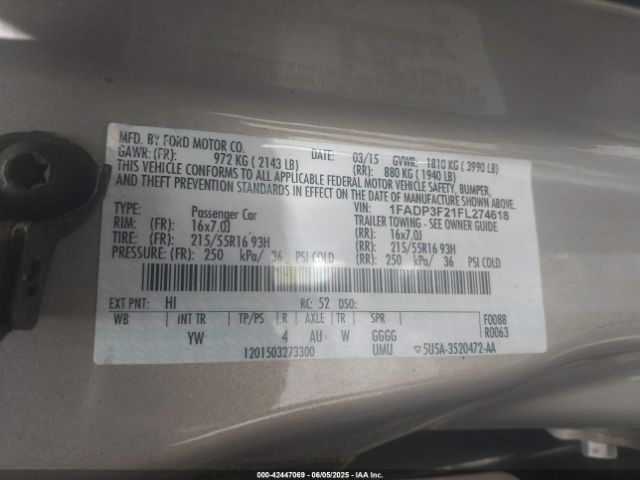 MFD. BY FORD MOTOR CO.
DATE: 03/15 GVWR: 1810 KG ( 3990 LB)
GAWR: (FR): 972 KG ( 2143 LB) (RR): 880 KG ( 1940 LB)
THIS VEHICLE CONFORMS TO ALL APPLICABLE FEDERAL MOTOR VEHICLE SAFETY, BUMPER,
AND THEFT PREVENTION STANDARDS IN EFFECT ON THE DATE OF MANUFACTURE SHOWN ABOVE.
VIN: 1FADP3F21FL274618
TYPE: Passenger Car TRAILER TOWING - SEE OWNER GUIDE
RIM: (FR): 16x7.0J (RR): 16x7.0J
TIRE: (FR): 215/55R16 93H (RR): 215/55R16 93H
PRESSURE: (FR): 250 kPa/ 36 PSI COLD (RR): 250 kPa/ 36 PSI COLD
EXT PNT: HI RC: 52 DSO:
WB INT TR TP/PS R AXLE TR SPR F0088
YW 4 AU W GGGG R0063
1201503273300 UMU ▽5U5A-3520472-AA
000-42447069 - 06/05/2025 - IAA Inc.